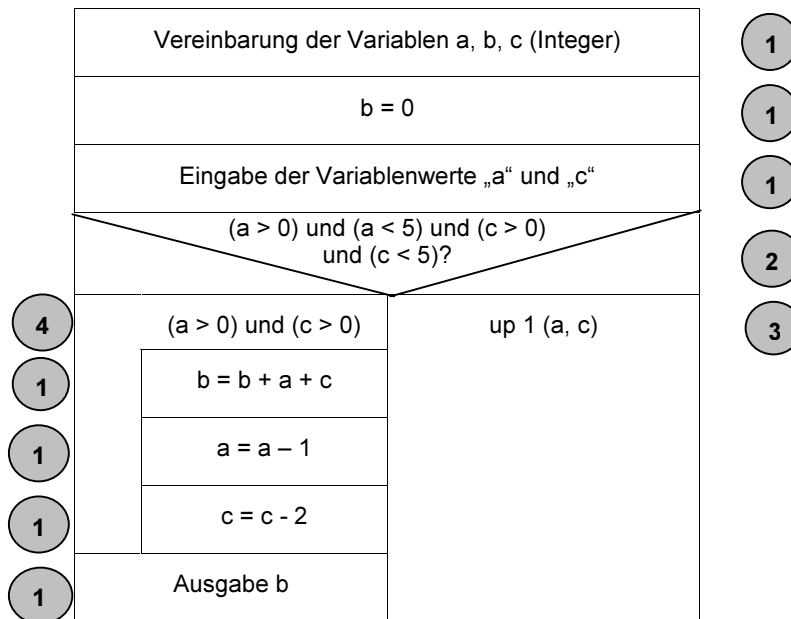 Vereinbarung der Variablen a, b, c (Integer)
1
b = 0
1
Eingabe der Variablenwerte „a“ und „c“
1
(a > 0) und (a < 5) und (c > 0)
und (c < 5)?
2
4
(a > 0) und (c > 0)
up 1 (a, c)
3
1
b = b + a + c
1
a = a – 1
1
c = c - 2
1
Ausgabe b